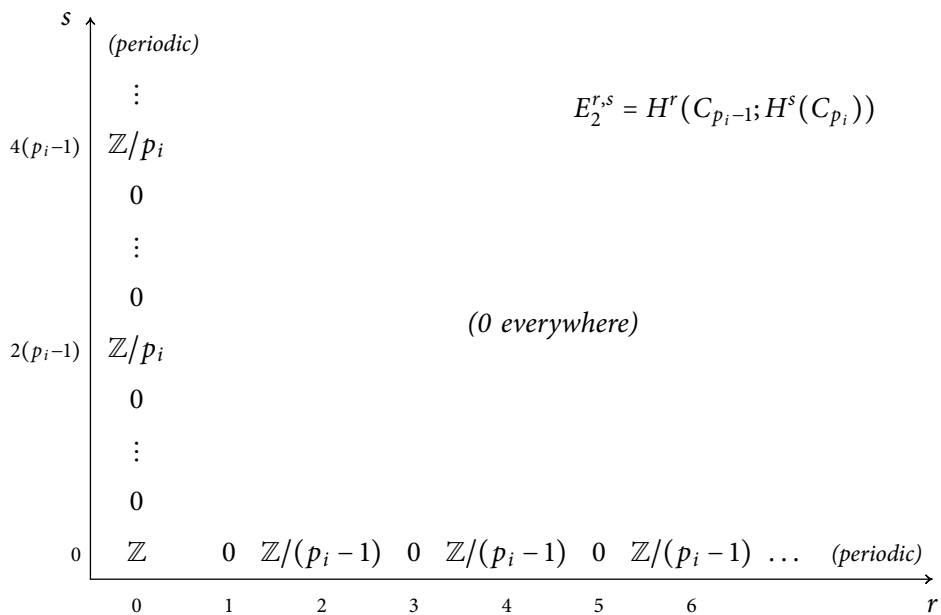 s
(periodic)
⋮
E_2^{r,s} = H^r(C_{p_i−1}; H^s(C_{p_i}))
4(p_i−1) ℤ/p_i
0
⋮
0
(0 everywhere)
2(p_i−1) ℤ/p_i
0
⋮
0
0 ℤ 0 ℤ/(p_i − 1) 0 ℤ/(p_i − 1) 0 ℤ/(p_i − 1) … (periodic)
0 1 2 3 4 5 6 r